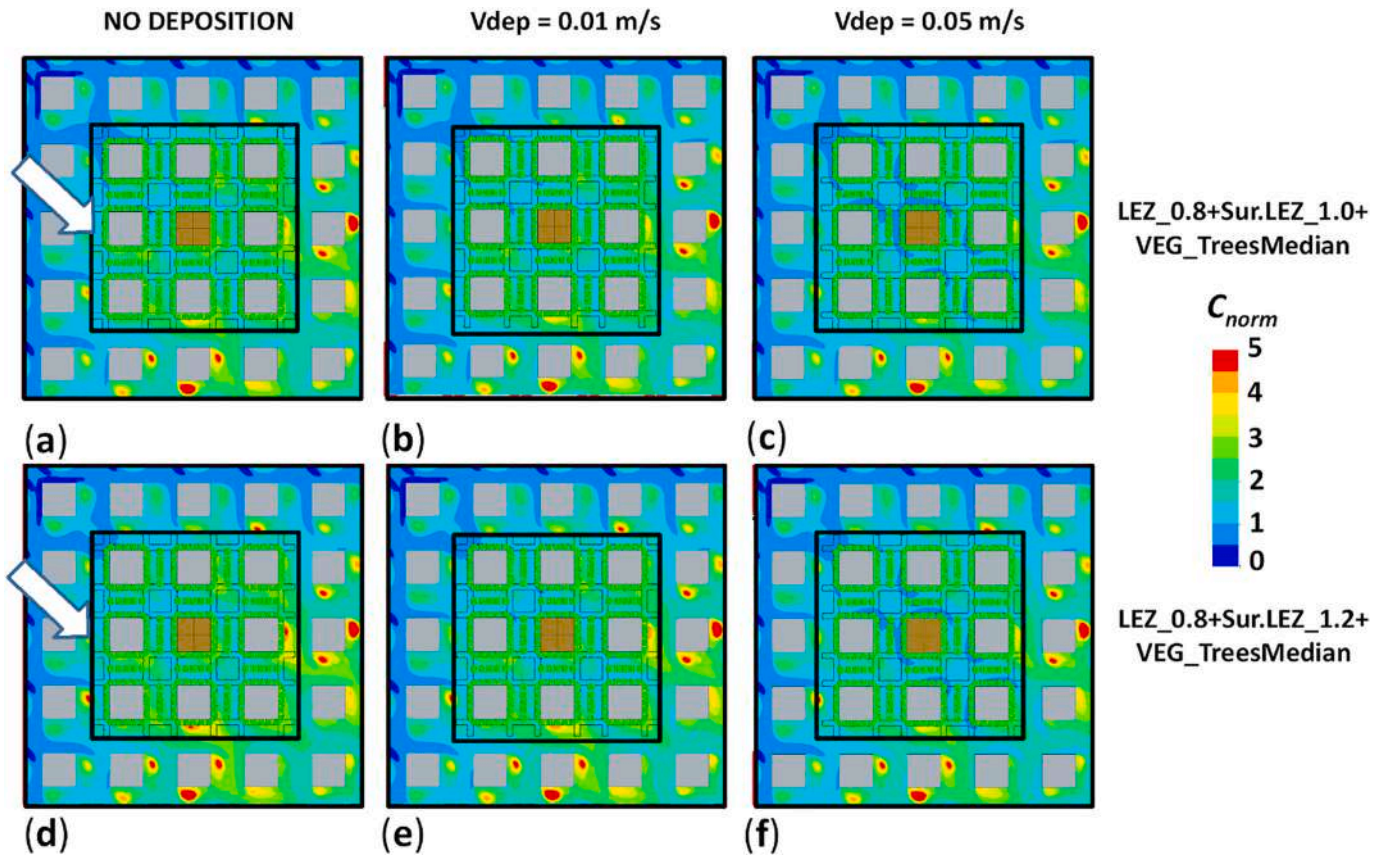 NO DEPOSITION
Vdep = 0.01 m/s
Vdep = 0.05 m/s
LEZ_0.8+Sur.LEZ_1.0+
VEG_TreesMedian
C_norm
5
4
3
2
1
0
(a)
(b)
(c)
LEZ_0.8+Sur.LEZ_1.2+
VEG_TreesMedian
(d)
(e)
(f)